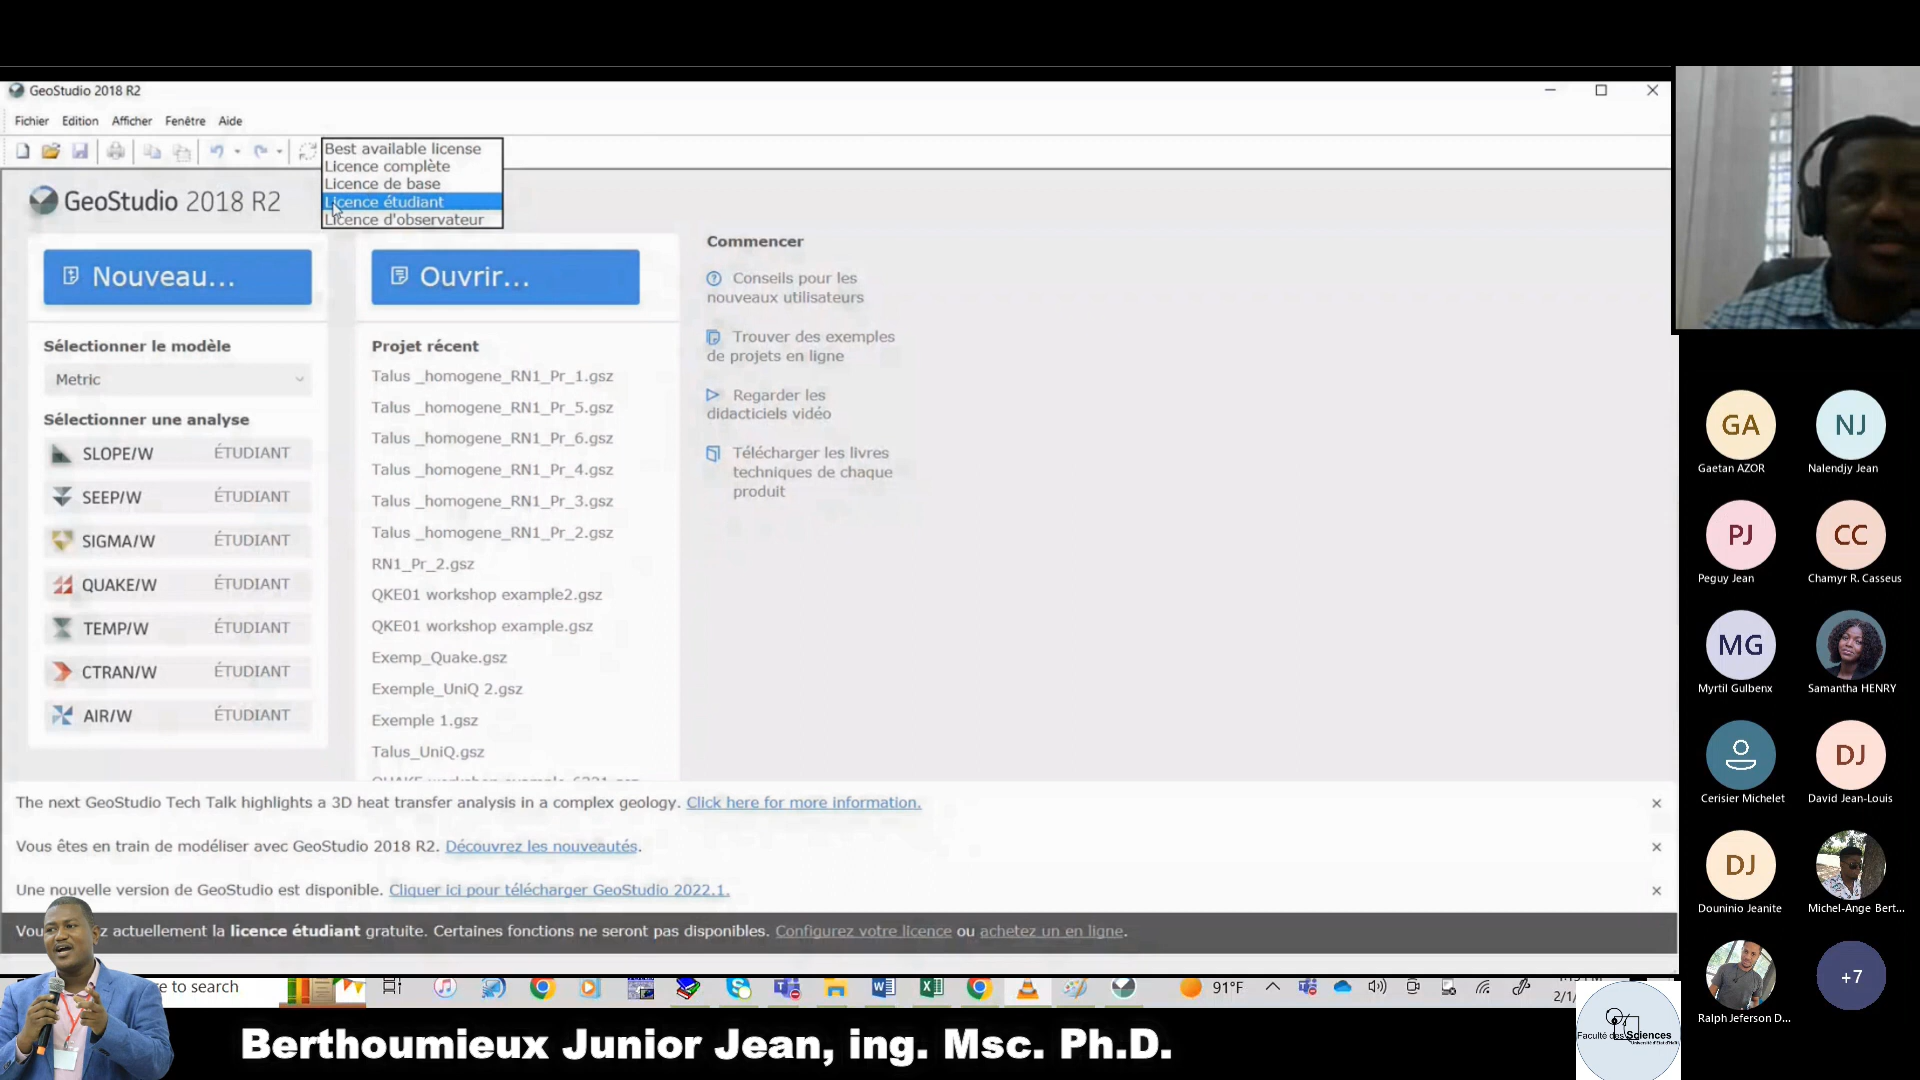 GeoStudio 2018 R2
Fichier Edition Afficher Fenêtre Aide
Best available license
Licence complète
Licence de base
Licence étudiant
Licence d'observateur
GeoStudio 2018 R2
Nouveau...
Sélectionner le modèle
Metric
Sélectionner une analyse
SLOPE/W ÉTUDIANT
SEEP/W ÉTUDIANT
SIGMA/W ÉTUDIANT
QUAKE/W ÉTUDIANT
TEMP/W ÉTUDIANT
CTRAN/W ÉTUDIANT
AIR/W ÉTUDIANT
Ouvrir...
Projet récent
Talus _homogene_RN1_Pr_1.gsz
Talus _homogene_RN1_Pr_5.gsz
Talus _homogene_RN1_Pr_6.gsz
Talus _homogene_RN1_Pr_4.gsz
Talus _homogene_RN1_Pr_3.gsz
Talus _homogene_RN1_Pr_2.gsz
RN1_Pr_2.gsz
QKE01 workshop example2.gsz
QKE01 workshop example.gsz
Exemp_Quake.gsz
Exemple_UniQ 2.gsz
Exemple 1.gsz
Talus_UniQ.gsz
Commencer
Conseils pour les
nouveaux utilisateurs
Trouver des exemples
de projets en ligne
Regarder les
didacticiels vidéo
Télécharger les livres
techniques de chaque
produit
The next GeoStudio Tech Talk highlights a 3D heat transfer analysis in a complex geology. Click here for more information.
Vous êtes en train de modéliser avec GeoStudio 2018 R2. Découvrez les nouveautés.
Une nouvelle version de GeoStudio est disponible. Cliquer ici pour télécharger GeoStudio 2022.1.
actuellement la licence étudiant gratuite. Certaines fonctions ne seront pas disponibles. Configurez votre licence ou achetez un en ligne.
to search
91°F
Berthoumieux Junior Jean, ing. Msc. Ph.D.
Faculté des Sciences
GA
Gaetan AZOR
NJ
Nalendjy Jean
PJ
Peguy Jean
CC
Chamyr R. Casseus
MG
Myrtil Gulbenx
Samantha HENRY
Cerisier Michelet
DJ
David Jean-Louis
DJ
Douninio Jeanite
Michel-Ange Bert...
Ralph Jeferson D...
+7